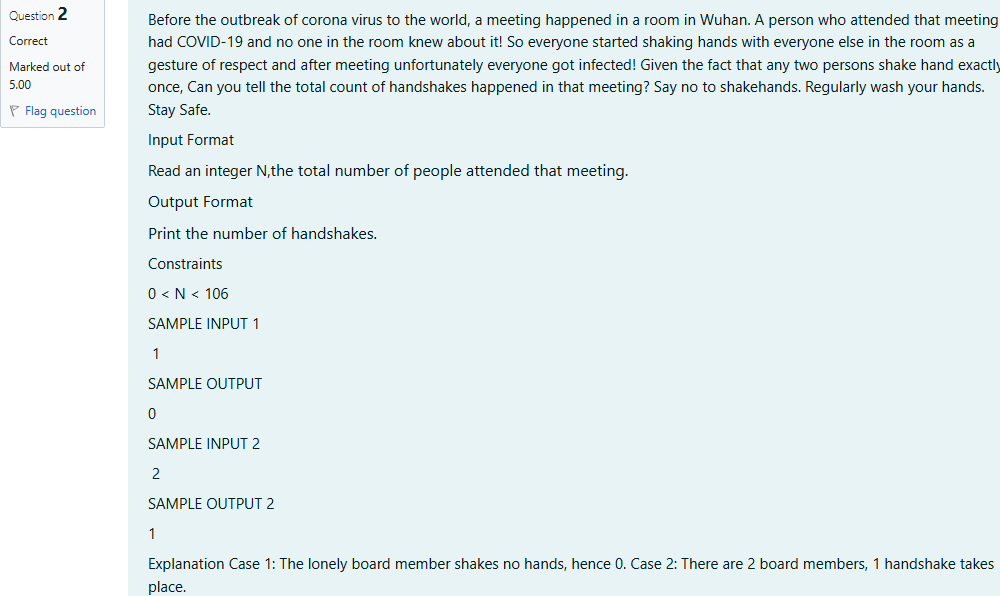 Question 2
Correct
Marked out of
5.00
Flag question
Before the outbreak of corona virus to the world, a meeting happened in a room in Wuhan. A person who attended that meeting
had COVID-19 and no one in the room knew about it! So everyone started shaking hands with everyone else in the room as a
gesture of respect and after meeting unfortunately everyone got infected! Given the fact that any two persons shake hand exactly
once, Can you tell the total count of handshakes happened in that meeting? Say no to shakehands. Regularly wash your hands.
Stay Safe.
Input Format
Read an integer N,the total number of people attended that meeting.
Output Format
Print the number of handshakes.
Constraints
0 < N < 106
SAMPLE INPUT 1
1
SAMPLE OUTPUT
0
SAMPLE INPUT 2
2
SAMPLE OUTPUT 2
1
Explanation Case 1: The lonely board member shakes no hands, hence 0. Case 2: There are 2 board members, 1 handshake takes
place.